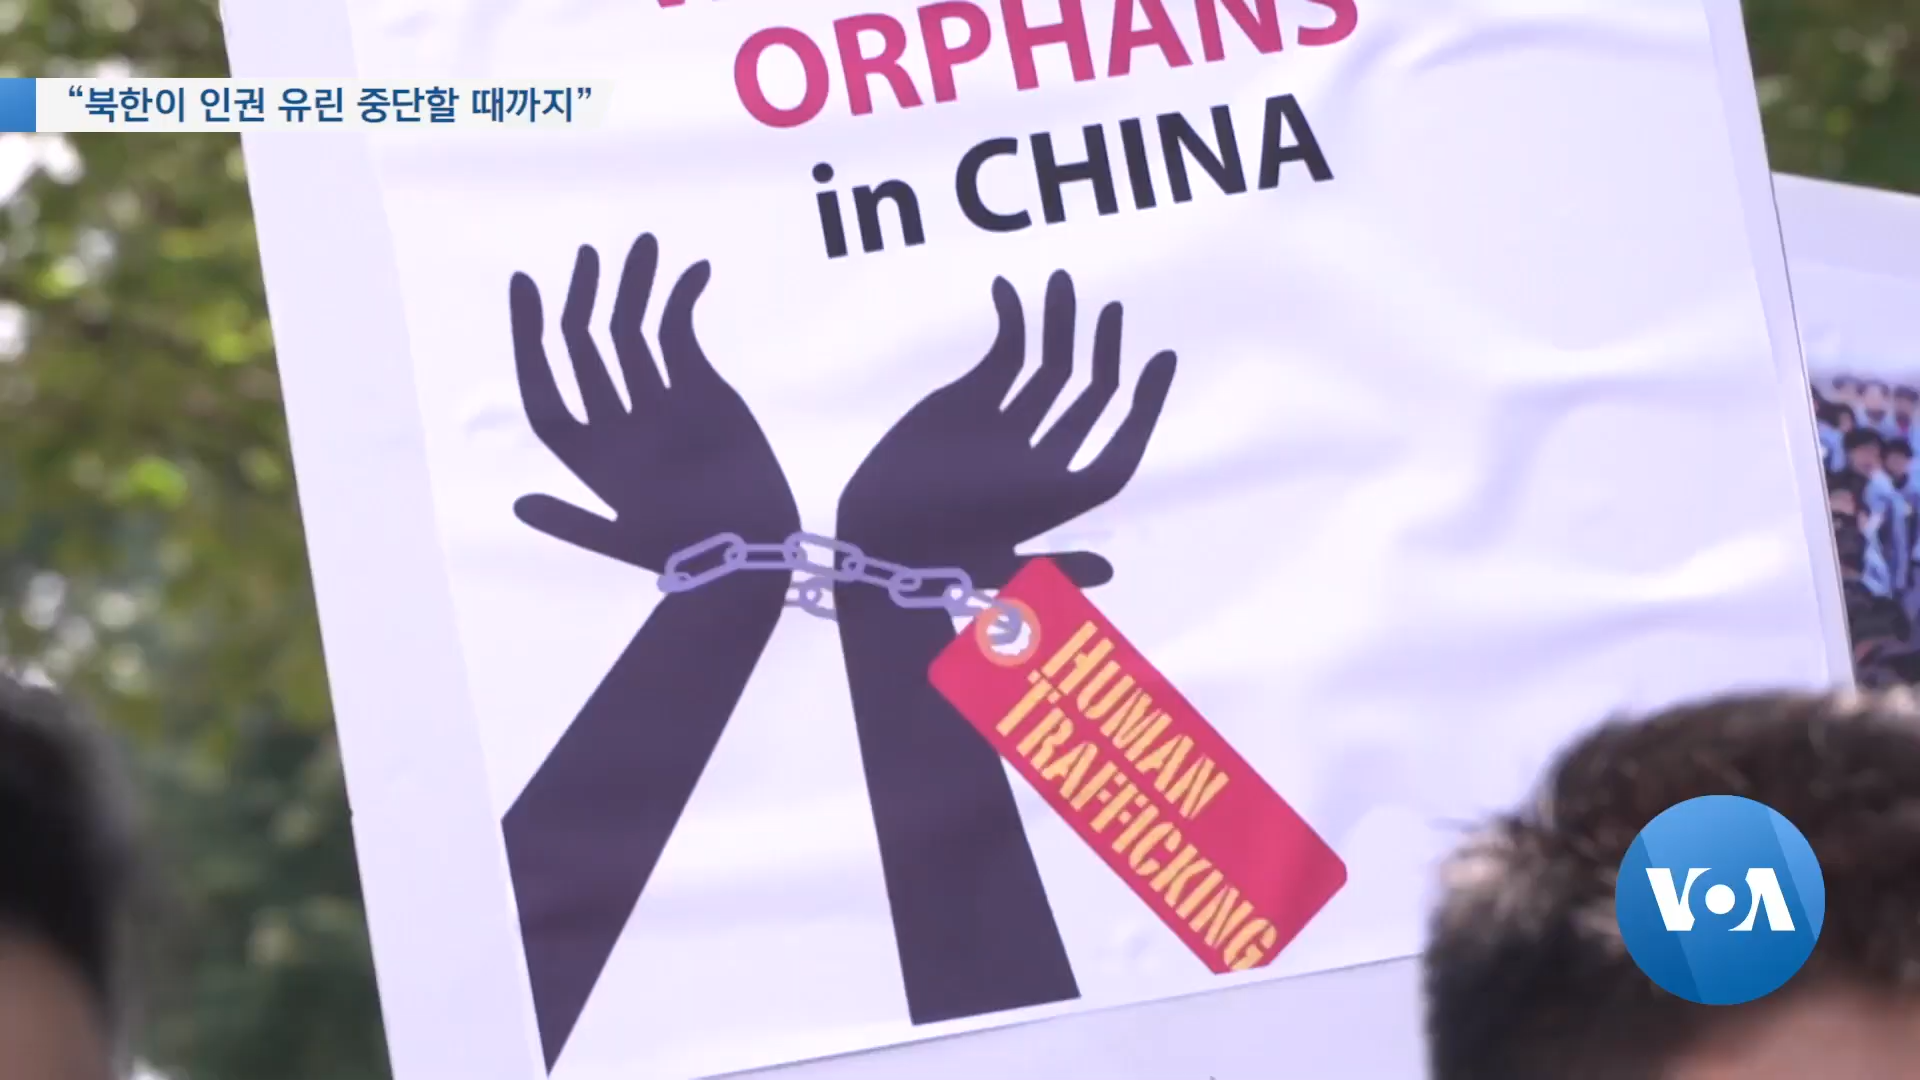 “북한이 인권 유린 중단할 때까지”
ORPHANS
in CHINA
HUMAN
TRAFFICKING
VOA